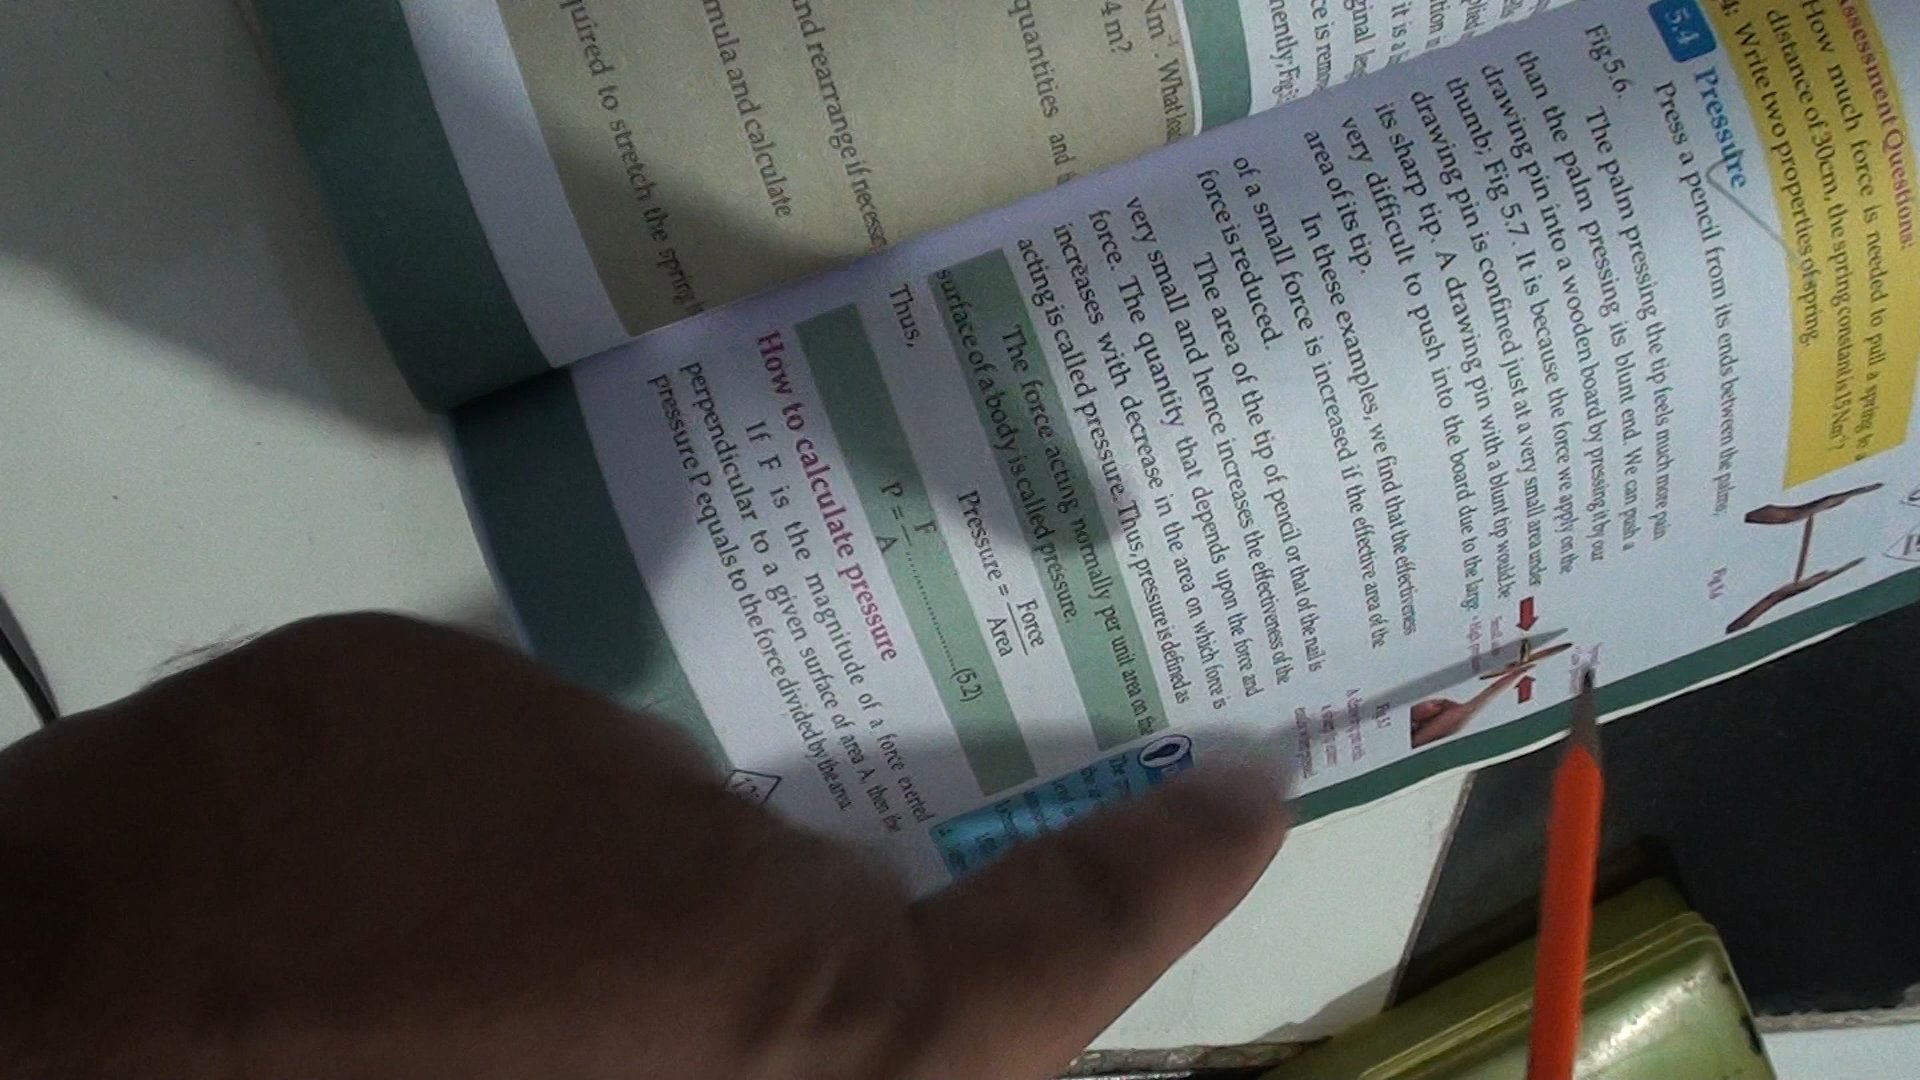 Nm⁻¹. What
4 m?
quantities and
and rearrange if necessary
mula and calculate
quired to stretch the spring
Assessment Questions:
How much force is needed to pull a spring to a
distance of 30cm, the spring constant is 15 Nm⁻¹?
4: Write two properties of spring.
5.4 Pressure
Press a pencil from its ends between the palms;
Fig 5.6. The palm pressing the tip feels much more pain
than the palm pressing its blunt end. We can push a
drawing pin into a wooden board by pressing it by our
thumb; Fig 5.7. It is because the force we apply on the
drawing pin is confined just at a very small area under
its sharp tip. A drawing pin with a blunt tip would be
very difficult to push into the board due to the large
area of its tip.
In these examples, we find that the effectiveness
of a small force is increased if the effective area of the
force is reduced.
The area of the tip of pencil or that of the nail is
very small and hence increases the effectiveness of the
force. The quantity that depends upon the force and
increases with decrease in the area on which force is
acting is called pressure. Thus, pressure is defined as
The force acting normally per unit area on the
surface of a body is called pressure.
Thus,
Pressure = Force
Area
P = F
A ....................(5.2)
How to calculate pressure
If F is the magnitude of a force exerted
perpendicular to a given surface of area A, then the
pressure P equals to the force divided by the area.
Fig 5.6
Fig 5.7